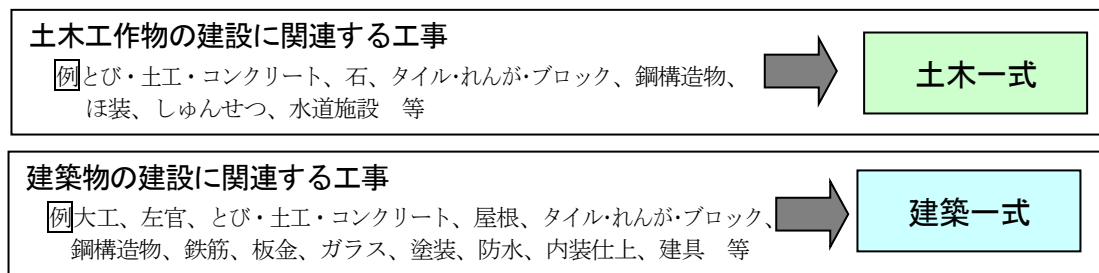 土木工作物の建設に関連する工事
例とび・土工・コンクリート、石、タイル･れんが･ブロック、鋼構造物、
ほ装、しゅんせつ、水道施設　等
土木一式
建築物の建設に関連する工事
例大工、左官、とび・土工・コンクリート、屋根、タイル･れんが･ブロック、
鋼構造物、鉄筋、板金、ガラス、塗装、防水、内装仕上、建具　等
建築一式